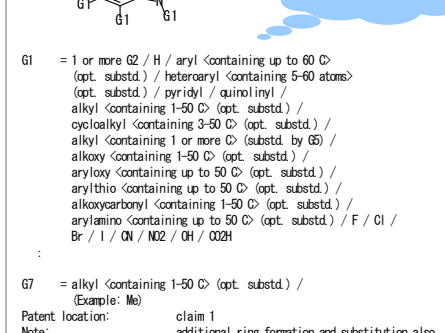 G1
N
G1
G1
G1 = 1 or more G2 / H / aryl <containing up to 60 C>
(opt. substd.) / heteroaryl <containing 5-60 atoms>
(opt. substd.) / pyridyl / quinolinyl /
alkyl <containing 1-50 C> (opt. substd.) /
cycloalkyl <containing 3-50 C> (opt. substd.) /
alkyl <containing 1 or more C> (substd. by G5) /
alkoxy <containing 1-50 C> (opt. substd.) /
aryloxy <containing up to 50 C> (opt. substd.) /
arylthio <containing up to 50 C> (opt. substd.) /
alkoxycarbonyl <containing 1-50 C> (opt. substd.) /
arylamino <containing up to 50 C> (opt. substd.) / F / Cl /
Br / I / CN / NO2 / OH / CO2H
:
G7 = alkyl <containing 1-50 C> (opt. substd.) /
(Example: Me)
Patent location: claim 1
Note: additional ring formation and substitution also